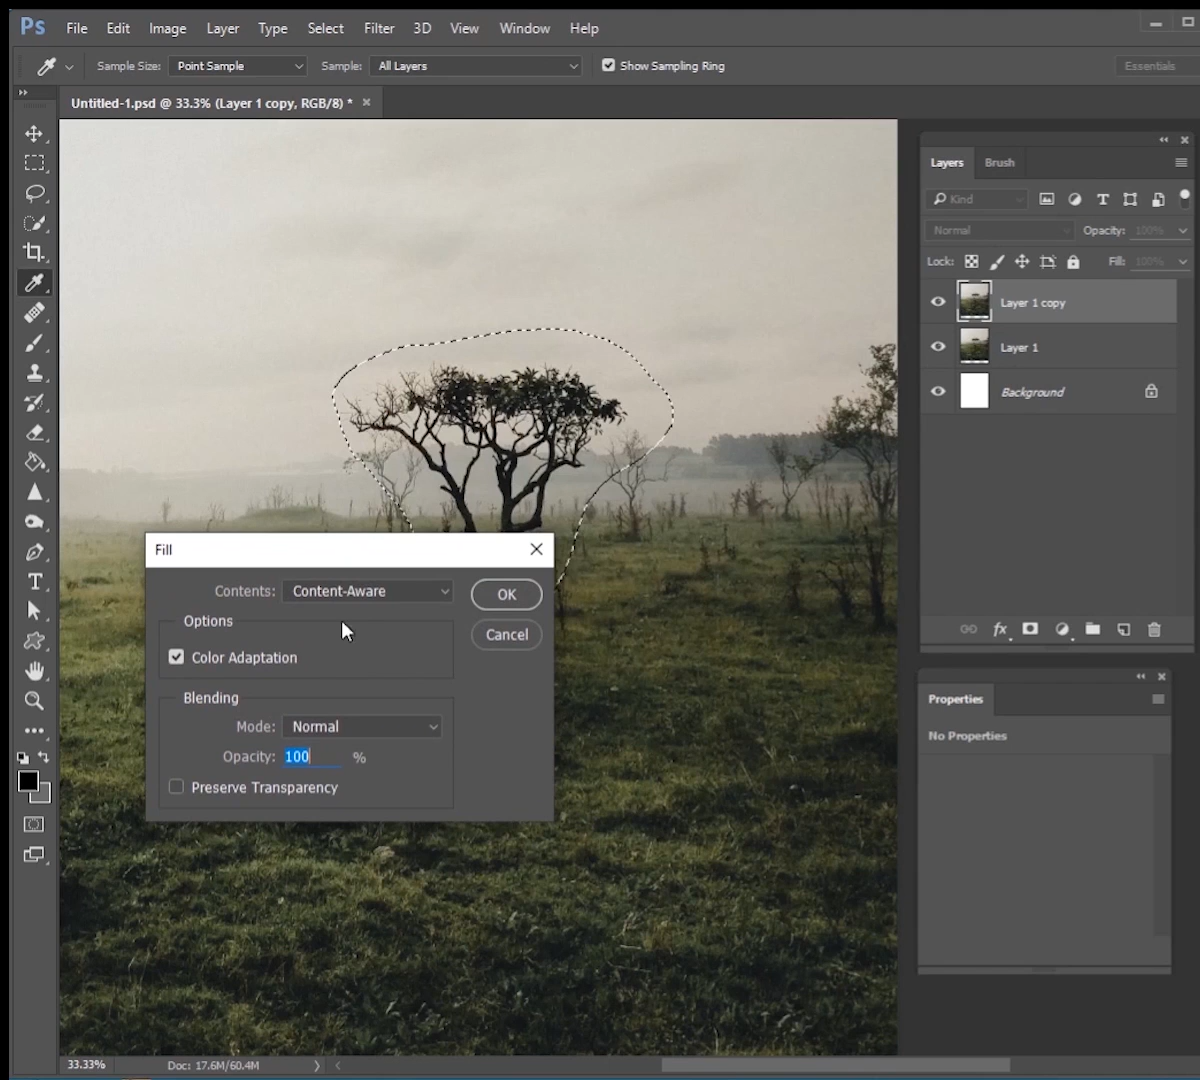 Ps File Edit Image Layer Type Select Filter 3D View Window Help
Sample Size: Point Sample Sample: All Layers Show Sampling Ring Essentials
Untitled-1.psd @ 33.3% (Layer 1 copy, RGB/8) * ×
Layers Brush
Kind
Normal Opacity: 100%
Lock: Fill: 100%
Layer 1 copy
Layer 1
Background
fx
Fill
Contents: Content-Aware OK
Options
Cancel
Color Adaptation
Blending
Mode: Normal
Opacity: 100 %
Preserve Transparency
Properties
No Properties
33.33% Doc: 17.6M/60.4M